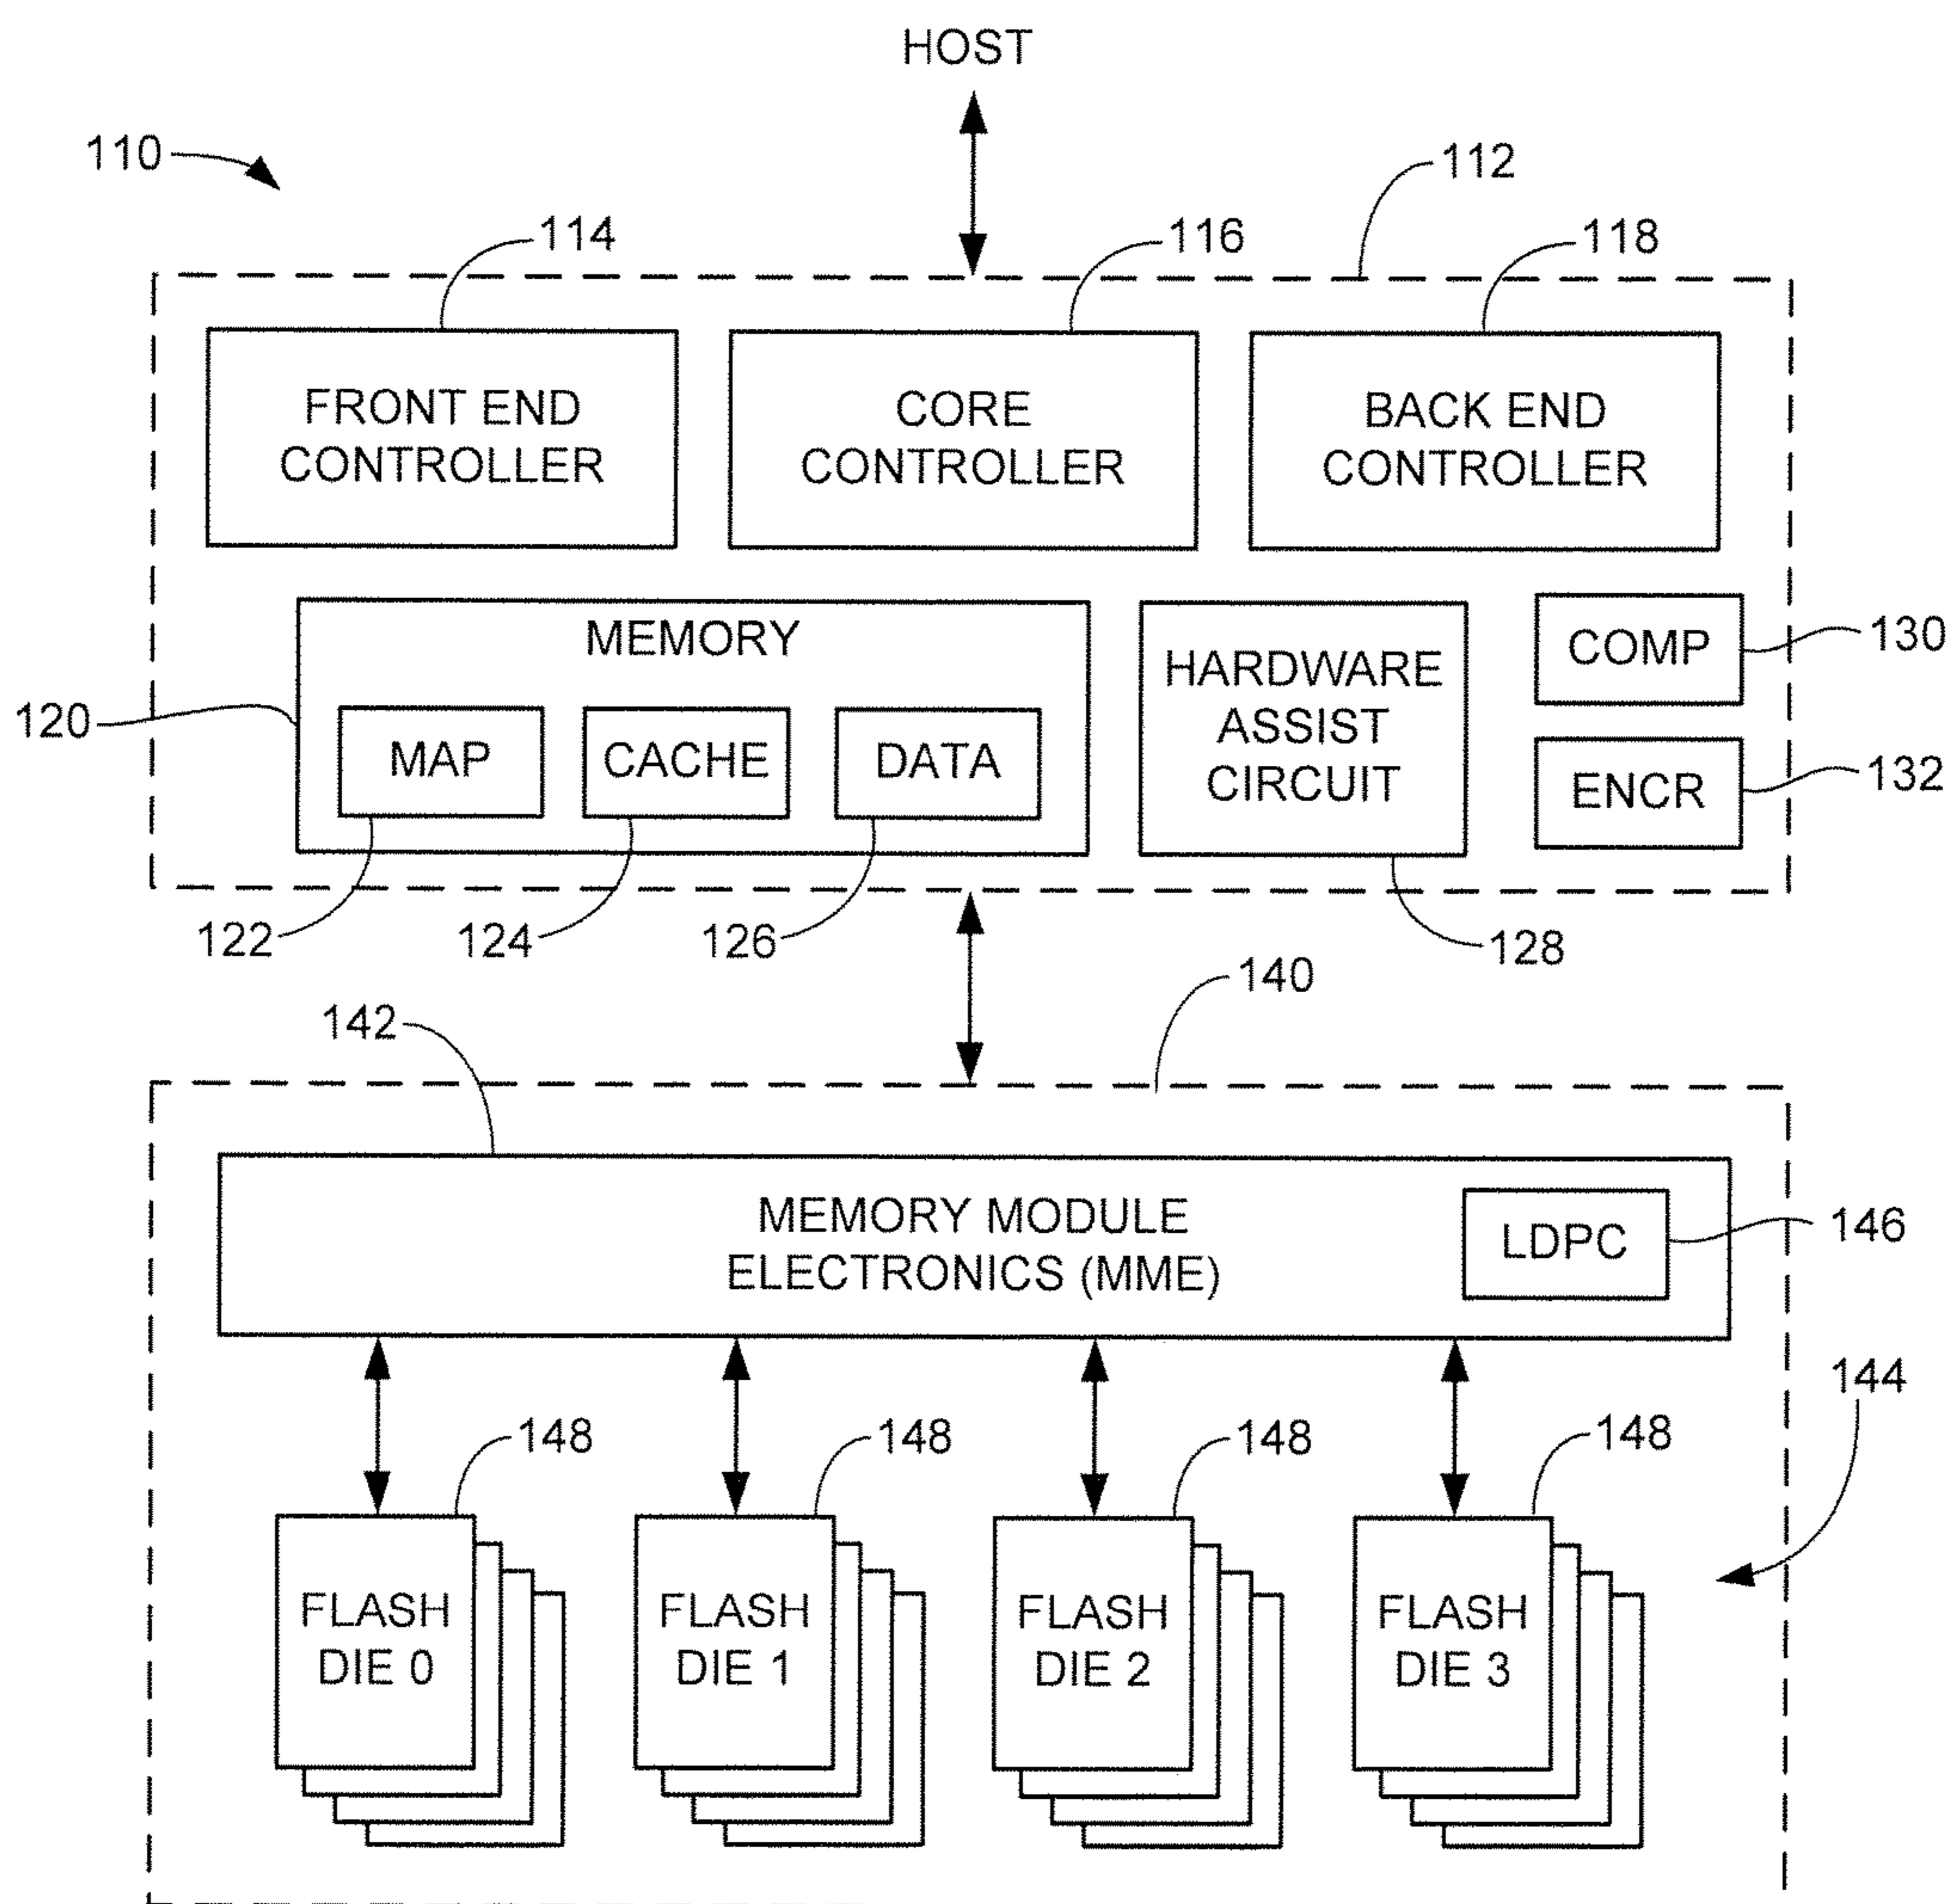 HOST
110
112
114
116
118
FRONT END
CONTROLLER
CORE
CONTROLLER
BACK END
CONTROLLER
MEMORY
MAP
CACHE
DATA
HARDWARE
ASSIST
CIRCUIT
COMP
ENCR
130
132
120
122
124
126
128
140
142
MEMORY MODULE
ELECTRONICS (MME)
LDPC
146
144
148
148
148
148
FLASH
DIE 0
FLASH
DIE 1
FLASH
DIE 2
FLASH
DIE 3